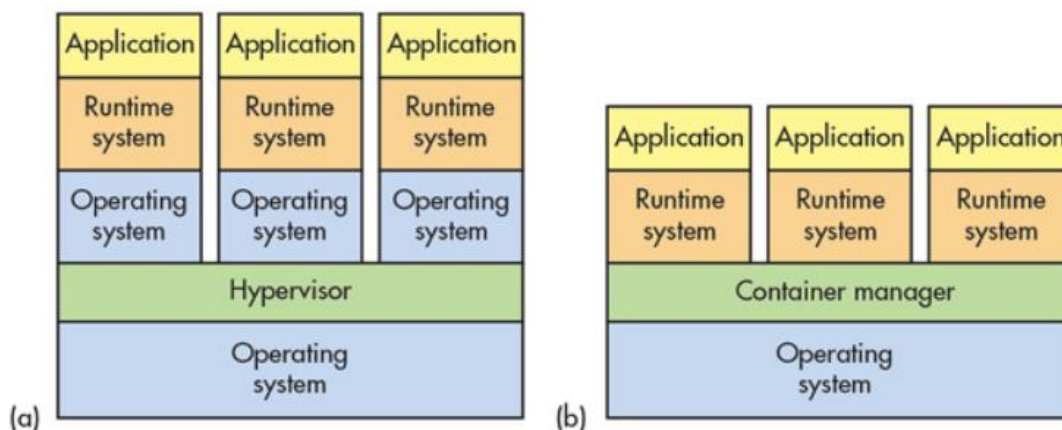 Application Application Application
Runtime system Runtime system Runtime system
Operating system Operating system Operating system
Hypervisor
Operating system
(a)
Application Application Application
Runtime system Runtime system Runtime system
Container manager
Operating system
(b)